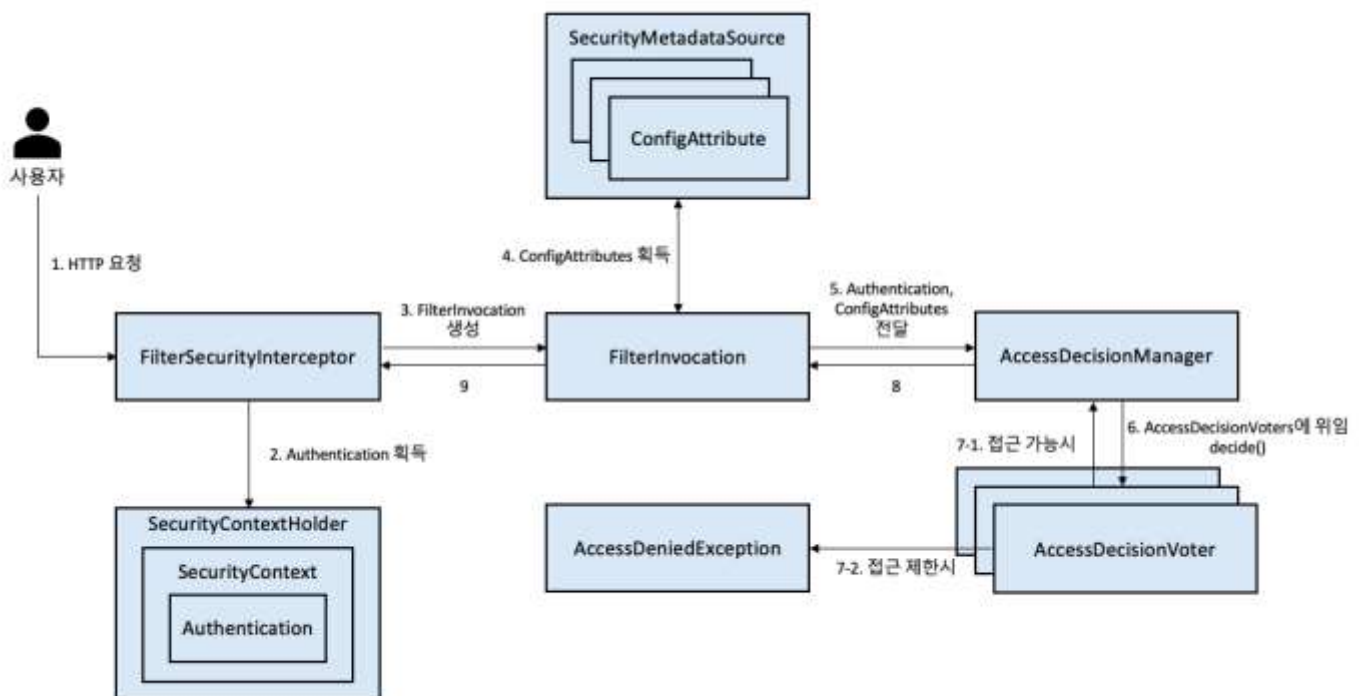 SecurityMetadataSource
ConfigAttribute
사용자
1. HTTP 요청
4. ConfigAttributes 획득
3. FilterInvocation
생성
5. Authentication,
ConfigAttributes
전달
FilterSecurityInterceptor
FilterInvocation
AccessDecisionManager
9
8
2. Authentication 획득
7-1. 접근 가능시
6. AccessDecisionVoters에 위임
decide()
SecurityContextHolder
SecurityContext
Authentication
AccessDeniedException
7-2. 접근 제한시
AccessDecisionVoter